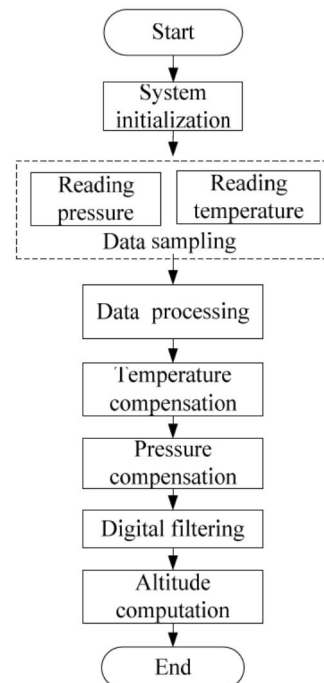 Start
System
initialization
Reading
pressure
Reading
temperature
Data sampling
Data processing
Temperature
compensation
Pressure
compensation
Digital filtering
Altitude
computation
End